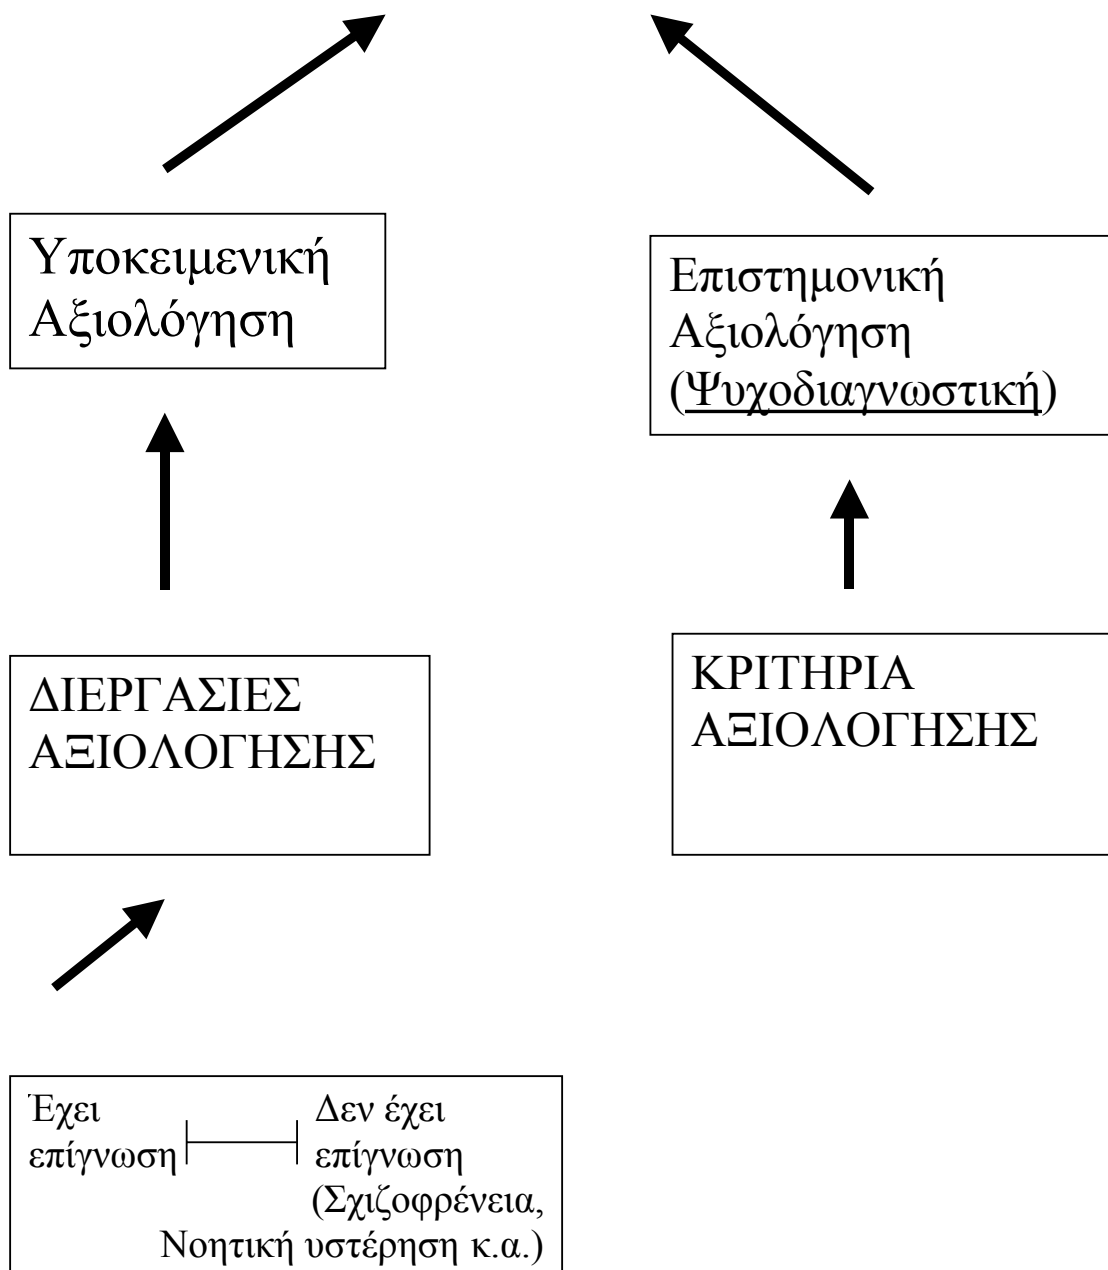 Υποκειμενική
Αξιολόγηση
Επιστημονική
Αξιολόγηση
(Ψυχοδιαγνωστική)
ΔΙΕΡΓΑΣΙΕΣ
ΑΞΙΟΛΟΓΗΣΗΣ
ΚΡΙΤΗΡΙΑ
ΑΞΙΟΛΟΓΗΣΗΣ
Έχει
επίγνωση
Δεν έχει
επίγνωση
(Σχιζοφρένεια,
Νοητική υστέρηση κ.α.)